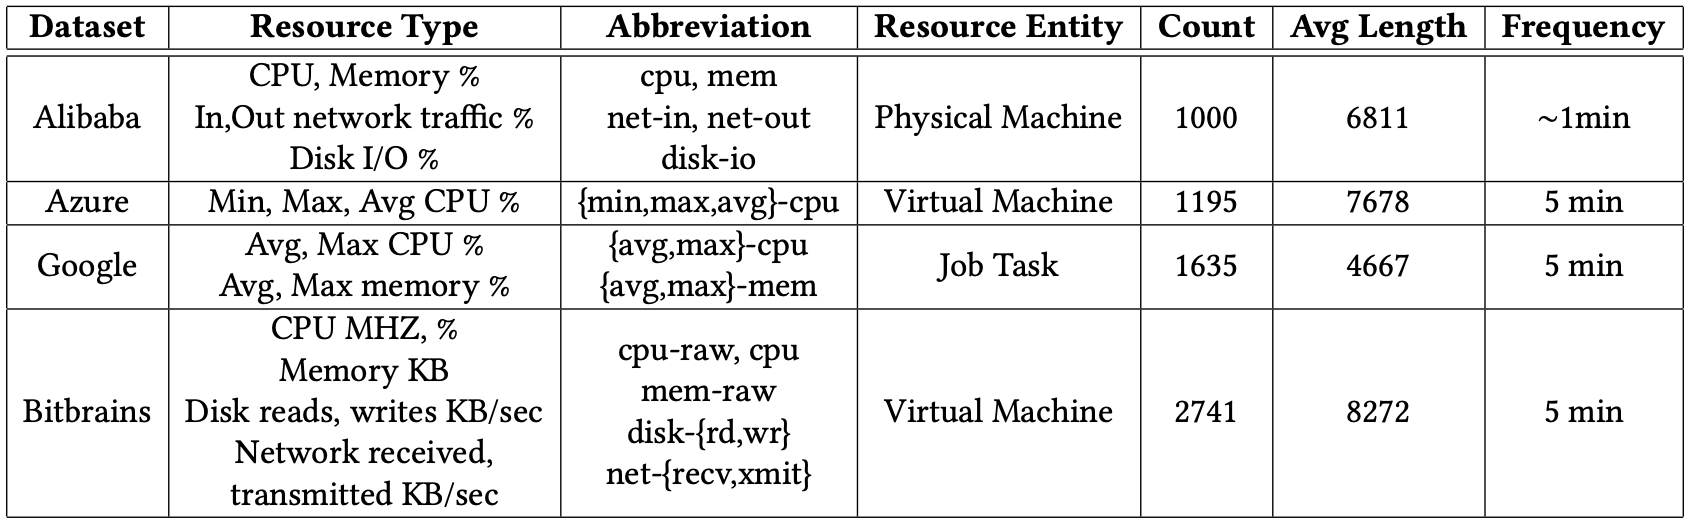 Dataset Resource Type Abbreviation Resource Entity Count Avg Length Frequency
CPU, Memory % cpu, mem
Alibaba In,Out network traffic % net-in, net-out Physical Machine 1000 6811 ~1min
Disk I/O % disk-io
Azure Min, Max, Avg CPU % {min,max,avg}-cpu Virtual Machine 1195 7678 5 min
Avg, Max CPU % {avg,max}-cpu
Google Job Task 1635 4667 5 min
Avg, Max memory % {avg,max}-mem
CPU MHZ, %
cpu-raw, cpu
Memory KB
mem-raw
Bitbrains Disk reads, writes KB/sec Virtual Machine 2741 8272 5 min
disk-{rd,wr}
Network received,
net-{recv,xmit}
transmitted KB/sec